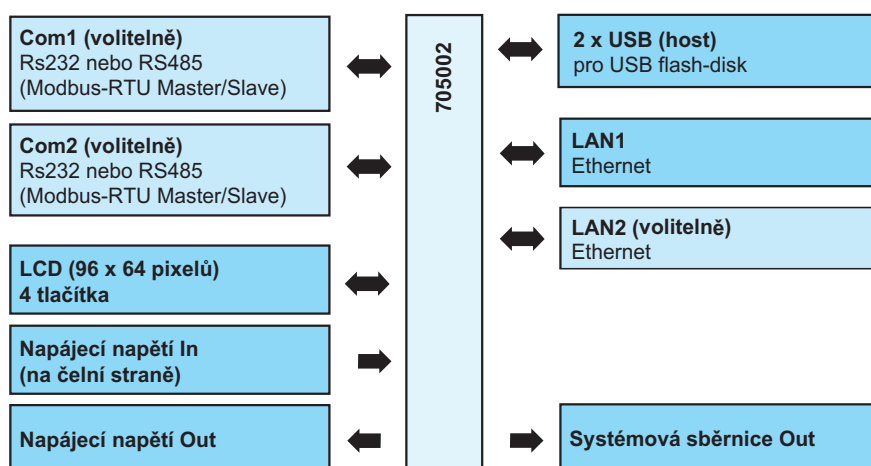 Com1 (volitelně)
Rs232 nebo RS485
(Modbus-RTU Master/Slave)
Com2 (volitelně)
Rs232 nebo RS485
(Modbus-RTU Master/Slave)
LCD (96 x 64 pixelů)
4 tlačítka
Napájecí napětí In
(na čelní straně)
Napájecí napětí Out
705002
2 x USB (host)
pro USB flash-disk
LAN1
Ethernet
LAN2 (volitelně)
Ethernet
Systémová sběrnice Out